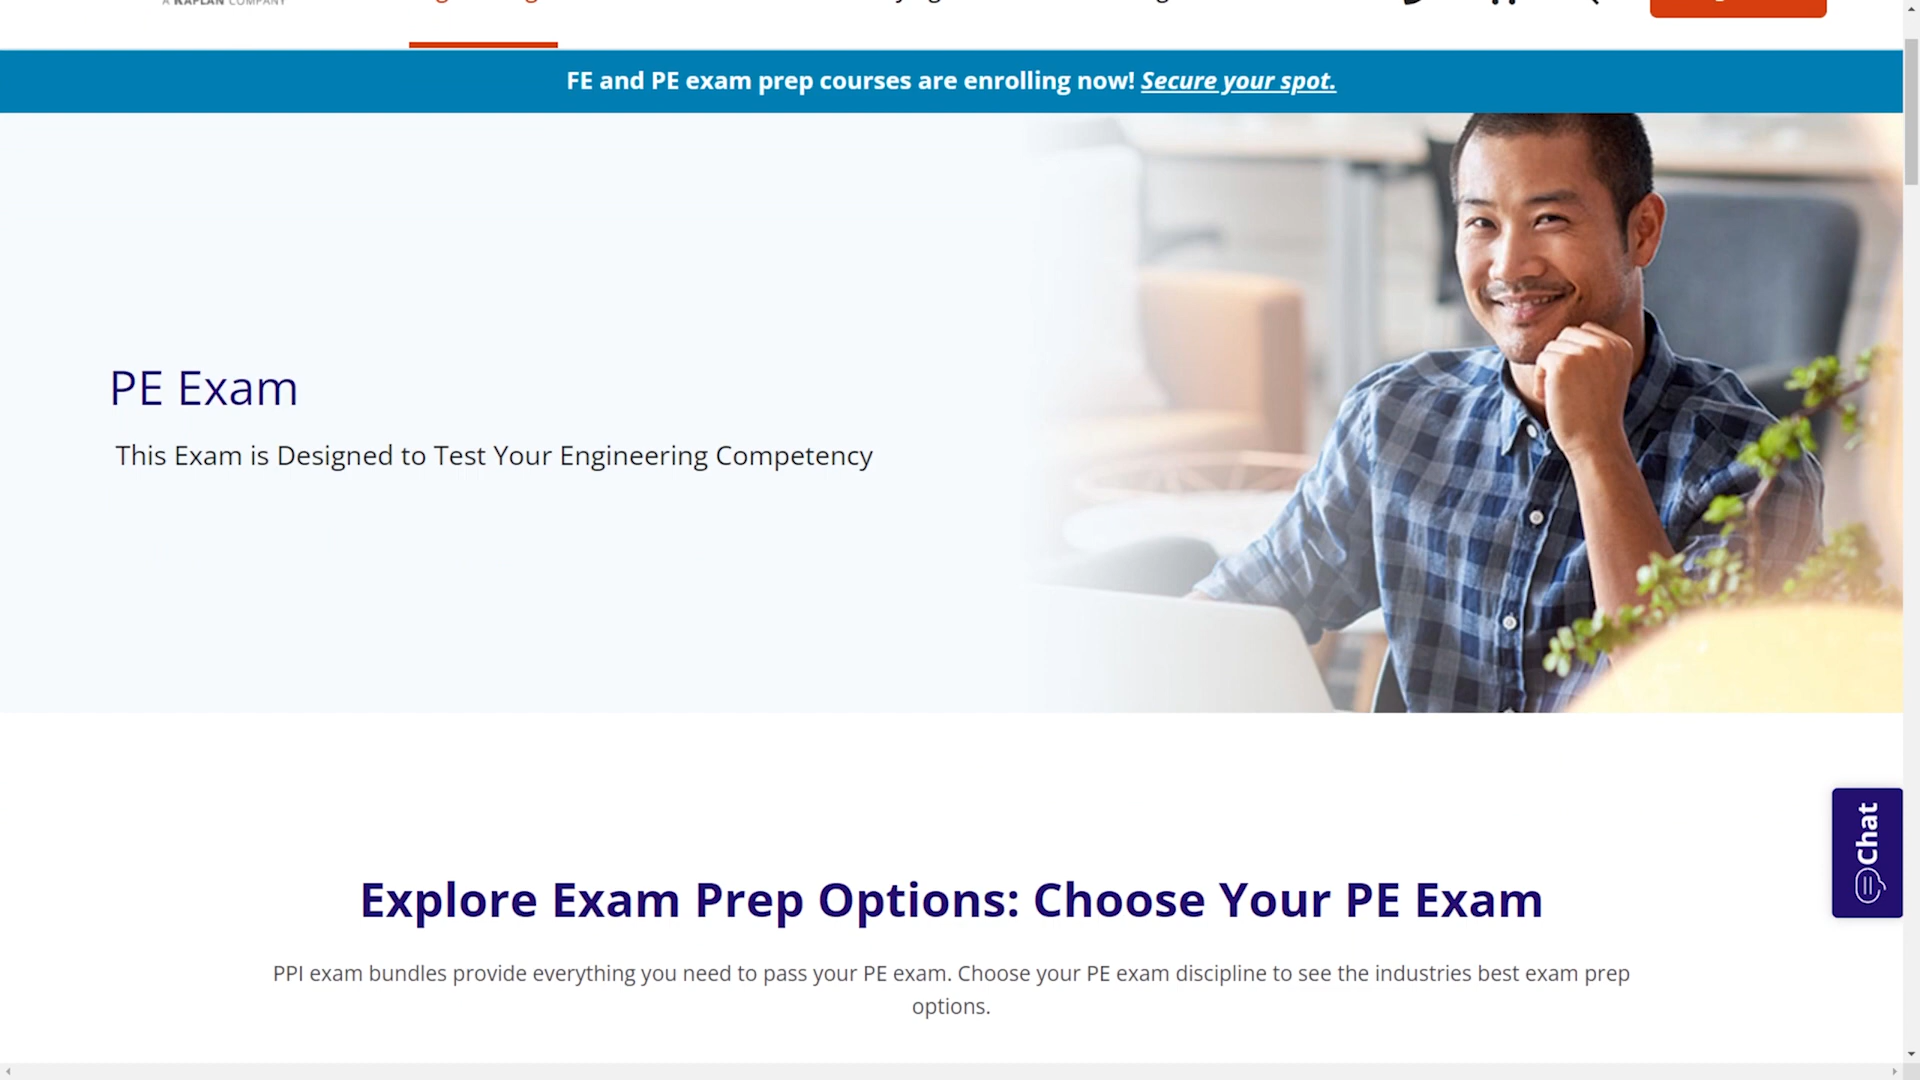 A KAPLAN COMPANY
FE and PE exam prep courses are enrolling now! Secure your spot.
PE Exam
This Exam is Designed to Test Your Engineering Competency
Chat
Explore Exam Prep Options: Choose Your PE Exam
PPI exam bundles provide everything you need to pass your PE exam. Choose your PE exam discipline to see the industries best exam prep
options.